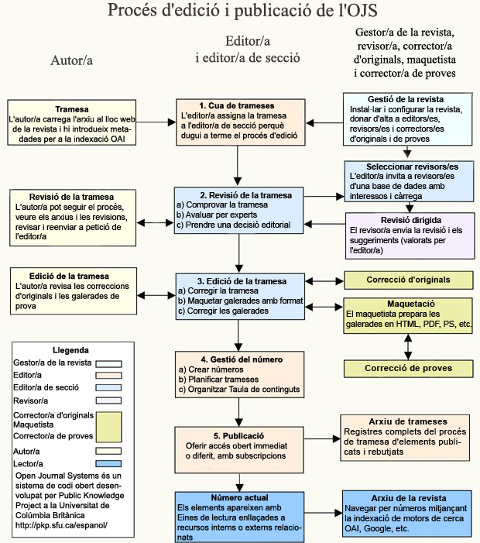 Procés d'edició i publicació de l'OJS
Autor/a
Editor/a
i editor/a de secció
Gestor/a de la revista,
revisor/a, corrector/a
d'originals, maquetista
i corrector/a de proves
Tramesa
L'autor/a carrega l'arxiu al lloc web
de la revista i hi introdueix meta-
dades per a la indexació OAI
1. Cua de trameses
L'editor/a assigna la tramesa
a l'editor/a de secció perquè
dugui a terme el procés d'edició
Gestió de la revista
Instal·lar i configurar la revista,
donar d'alta a editors/es,
revisors/es i correctors/es
d'originals i de proves
Seleccionar revisors/es
L'editor/a invita a revisors/es
d'una base de dades amb
interessos i càrrega
Revisió de la tramesa
L'autor/a pot seguir el procés,
veure els arxius i les revisions,
revisar i reenviar a petició de
l'editor/a
2. Revisió de la tramesa
a) Comprovar la tramesa
b) Avaluar per experts
c) Prendre una decisió editorial
Revisió dirigida
El revisor/a envia la revisió i els
suggeriments (valorats per
l'editor/a)
Edició de la tramesa
L'autor/a revisa les correccions
d'originals i les galerades de
prova
3. Edició de la tramesa
a) Corregir la tramesa
b) Maquetar galerades amb format
c) Corregir les galerades
Correcció d'originals
Maquetació
El maquetista prepara les
galerades en HTML, PDF, PS, etc.
Correcció de proves
Llegenda
Gestor/a de la revista
Editor/a
Editor/a de secció
Revisor/a
Corrector/a d'originals
Maquetista
Corrector/a de proves
Autor/a
Lector/a
Open Journal Systems és un
sistema de codi obert desen-
volupat per Public Knowledge
Project a la Universitat de
Colúmbia Britànica
http://pkp.sfu.ca/espanol/
4. Gestió del número
a) Crear números
b) Planificar trameses
c) Organitzar Taula de continguts
5. Publicació
Oferir accés obert immediat
o diferit, amb subscripcions
Arxiu de trameses
Registres complets del procés
de tramesa d'elements publi-
cats i rebutjats
Número actual
Els elements apareixen amb
Eines de lectura enllaçades a
recursos interns o externs relacio-
nats
Arxiu de la revista
Navegar per números mitjançant
la indexació de motors de cerca
OAI, Google, etc.